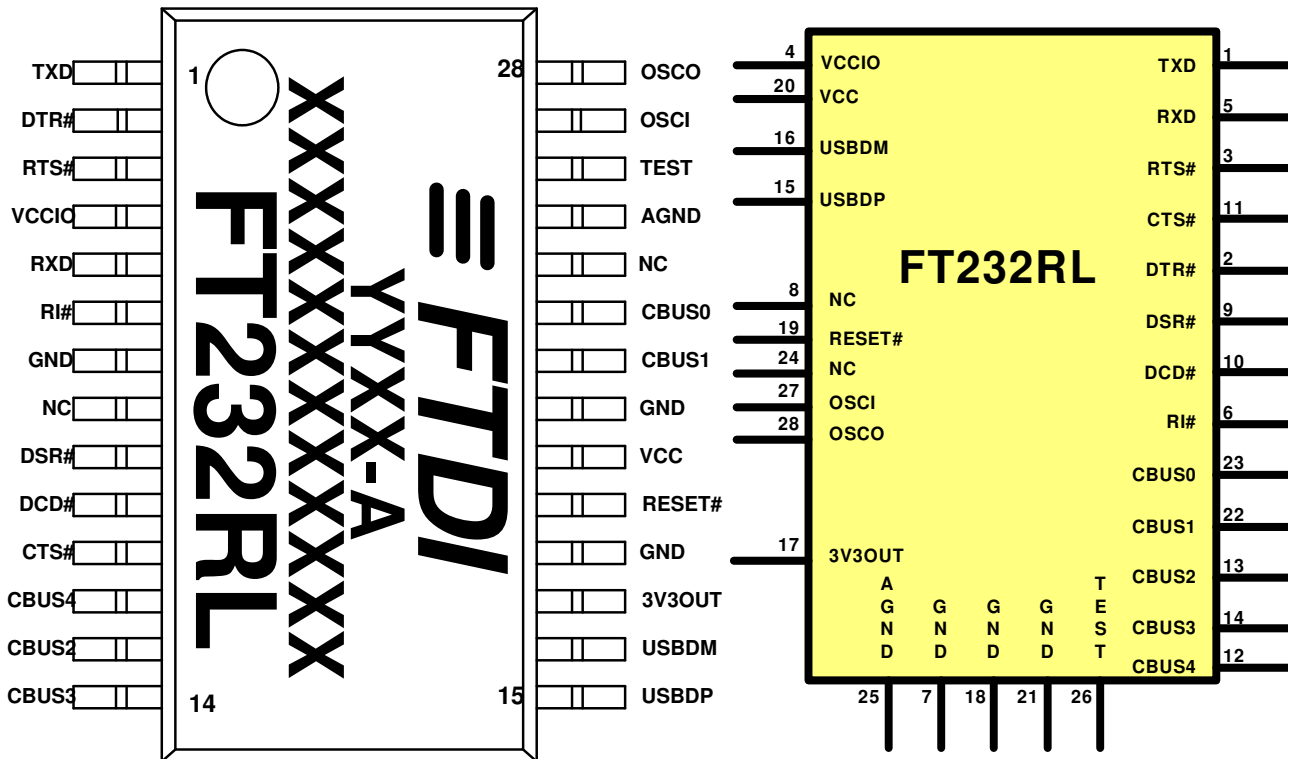 TXD
DTR#
RTS#
VCCIO
RXD
RI#
GND
NC
DSR#
DCD#
CTS#
CBUS4
CBUS2
CBUS3
1
28
14
15
FT232RL
XXXXXXXXXXXX
YYXX-A
FTDI
OSCO
OSCI
TEST
AGND
NC
CBUS0
CBUS1
GND
VCC
RESET#
GND
3V3OUT
USBDM
USBDP
4 VCCIO
20 VCC
16 USBDM
15 USBDP
8 NC
19 RESET#
24 NC
27 OSCI
28 OSCO
17 3V3OUT
FT232RL
TXD 1
RXD 5
RTS# 3
CTS# 11
DTR# 2
DSR# 9
DCD# 10
RI# 6
CBUS0 23
CBUS1 22
CBUS2 13
CBUS3 14
CBUS4 12
AGND 25
GND 7
GND 18
GND 21
TEST 26